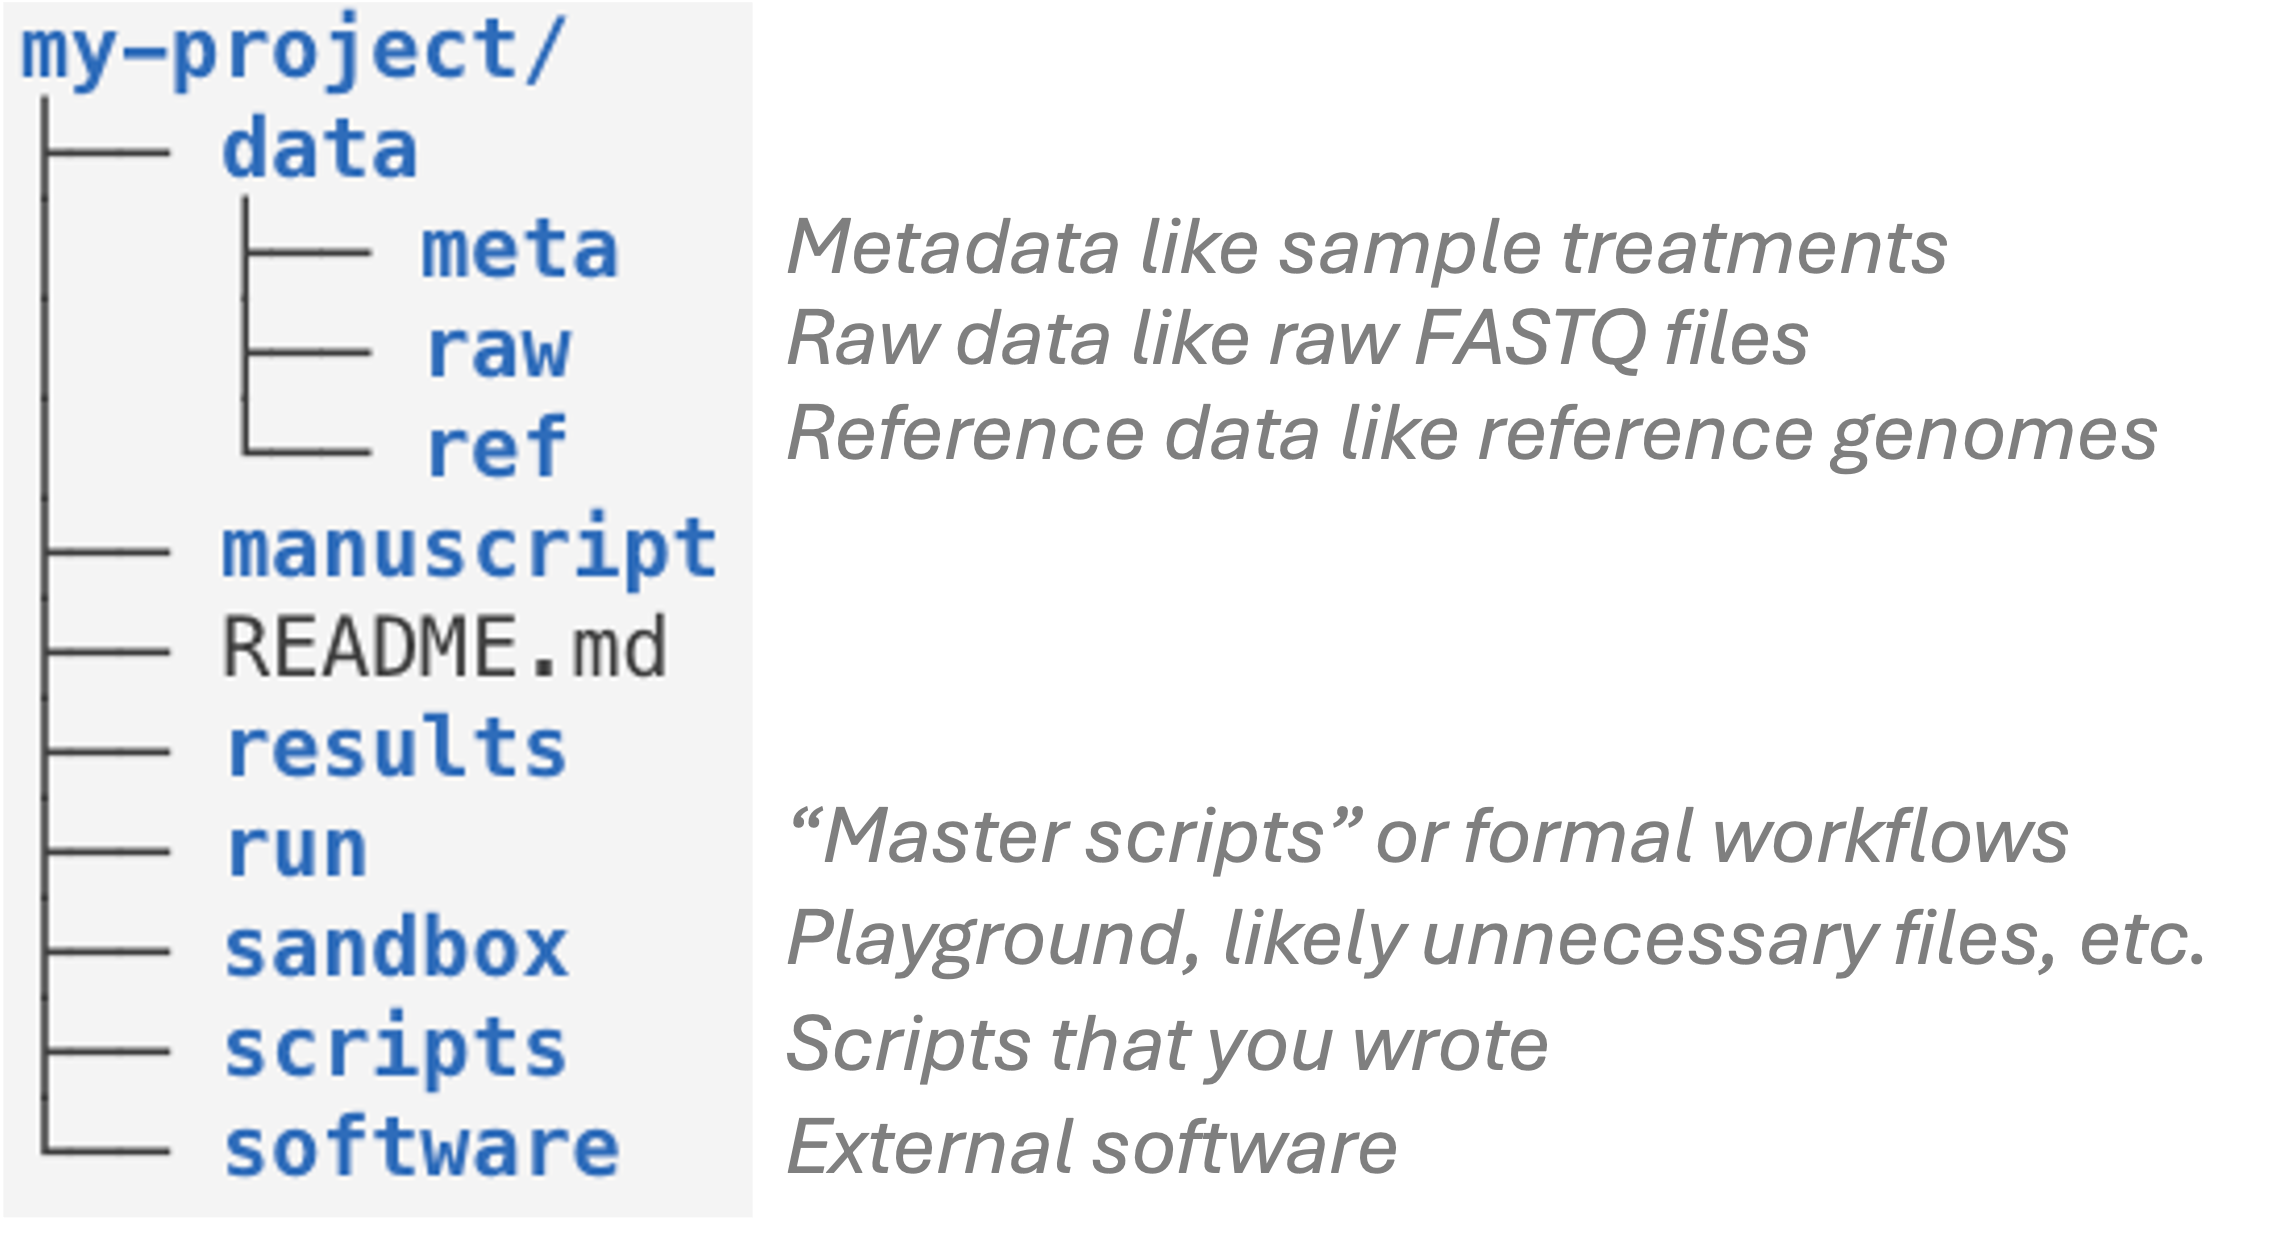 my-project/
data
meta Metadata like sample treatments
raw Raw data like raw FASTQ files
ref Reference data like reference genomes
manuscript
README.md
results
run “Master scripts” or formal workflows
sandbox Playground, likely unnecessary files, etc.
scripts Scripts that you wrote
software External software